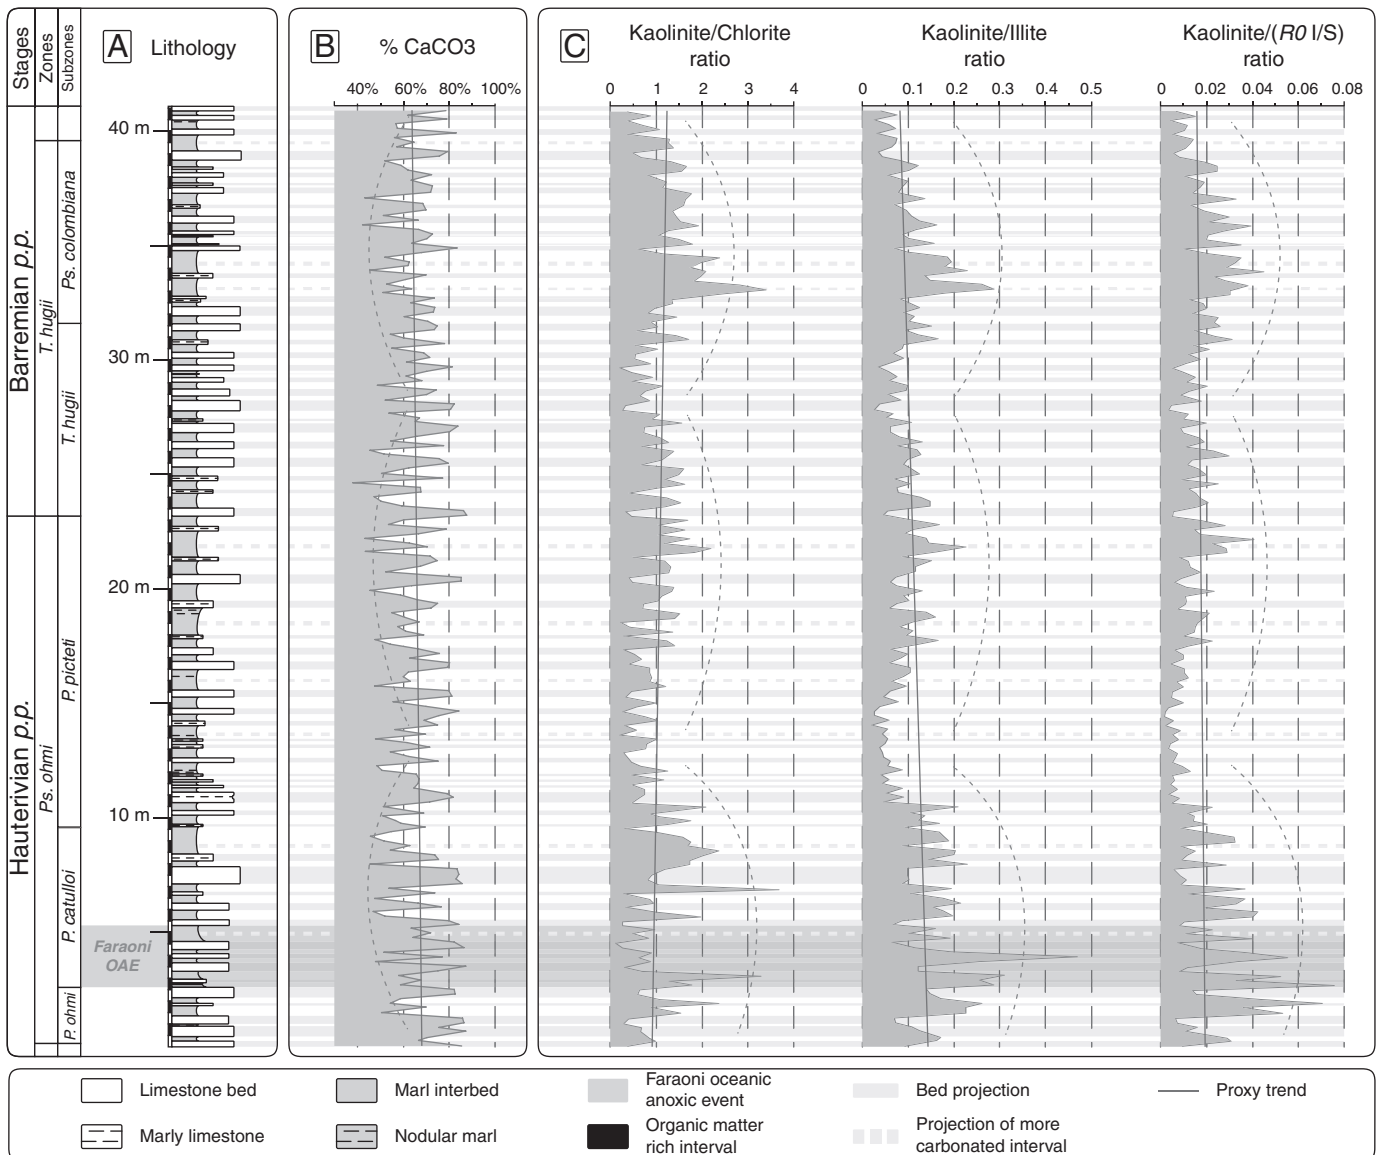 Stages
Zones
Subzones
A Lithology
B % CaCO3
C Kaolinite/Chlorite
ratio
Kaolinite/Illite
ratio
Kaolinite/(R0 I/S)
ratio
40% 60% 80% 100%
0 1 2 3 4
0 0.1 0.2 0.3 0.4 0.5
0 0.02 0.04 0.06 0.08
Barremian p.p.
Hauterivian p.p.
T. hugii
Ps. ohmi
Ps. colombiana
T. hugii
P. picteti
P. catulloi
P. ohmi
40 m
30 m
20 m
10 m
Faraoni
OAE
Limestone bed
Marl interbed
Faraoni oceanic
anoxic event
Bed projection
Proxy trend
Marly limestone
Nodular marl
Organic matter
rich interval
Projection of more
carbonated interval